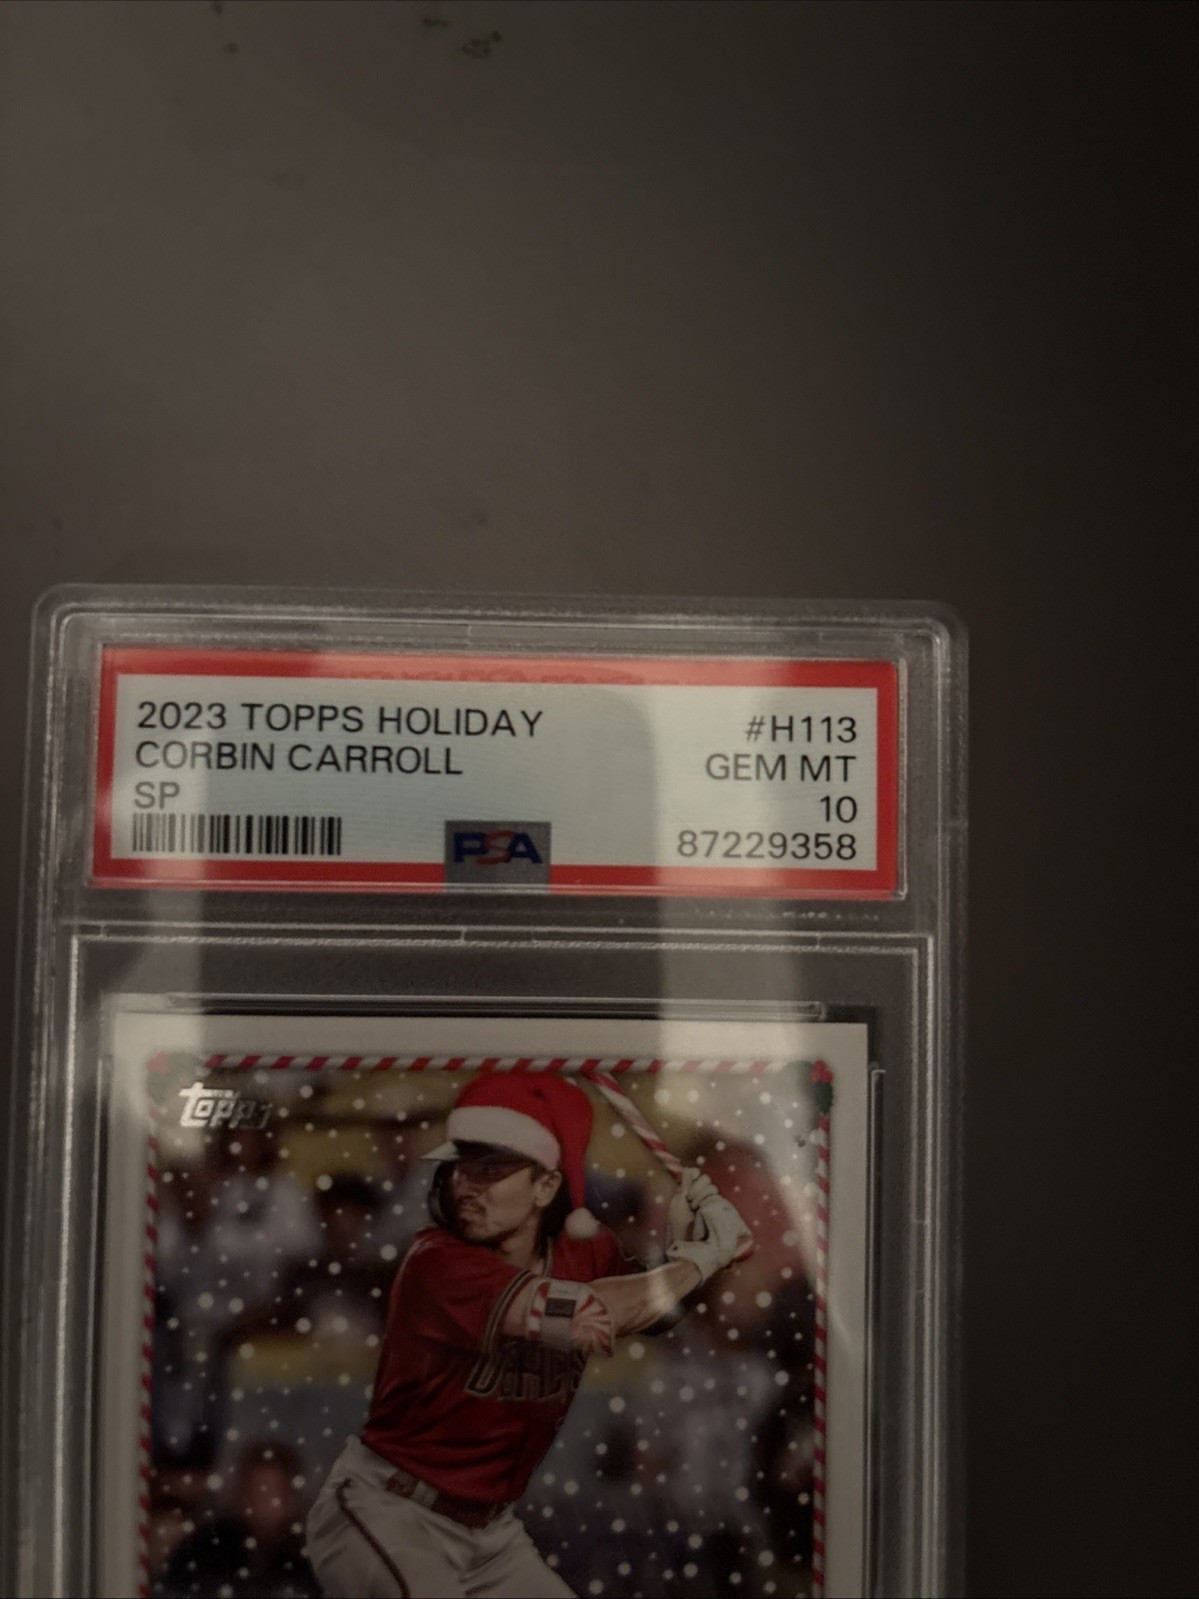 2023 TOPPS HOLIDAY #H113
CORBIN CARROLL GEM MT
SP 10
PSA 87229358
Topps